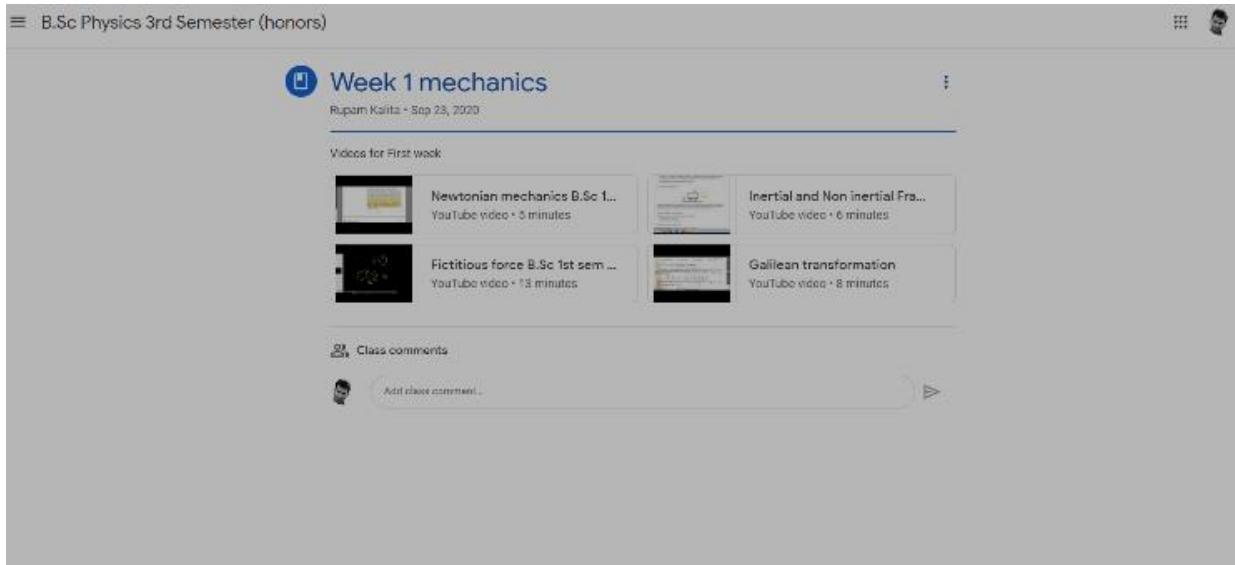 B.Sc Physics 3rd Semester (honors)
Week 1 mechanics
Rupam Kalita • Sep 23, 2020
Videos for First week
Newtonian mechanics B.Sc 1...
YouTube video • 5 minutes
Inertial and Non inertial Fra...
YouTube video • 6 minutes
Fictitious force B.Sc 1st sem ...
YouTube video • 13 minutes
Galilean transformation
YouTube video • 8 minutes
Class comments
Add class comment...